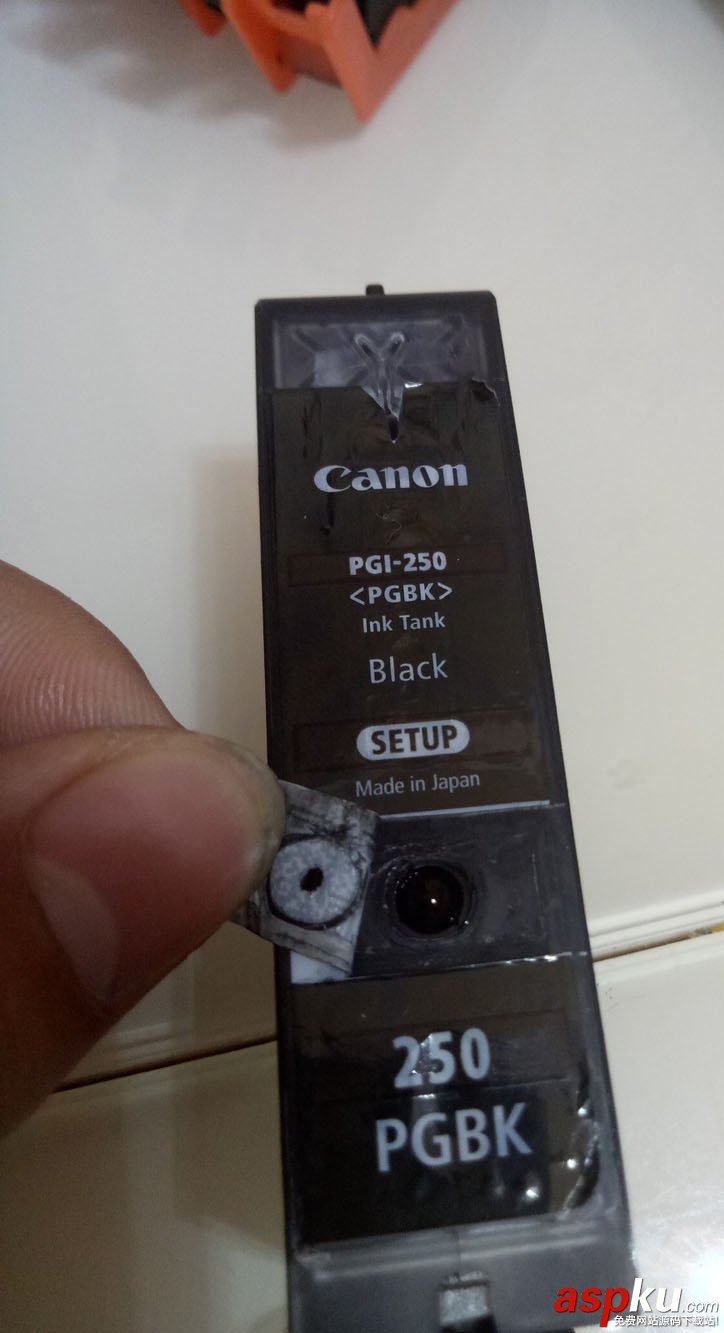 Canon
PGI-250
<PGBK>
Ink Tank
Black
SETUP
Made in Japan
250
PGBK
aspku.com
免费网站源码下载站!